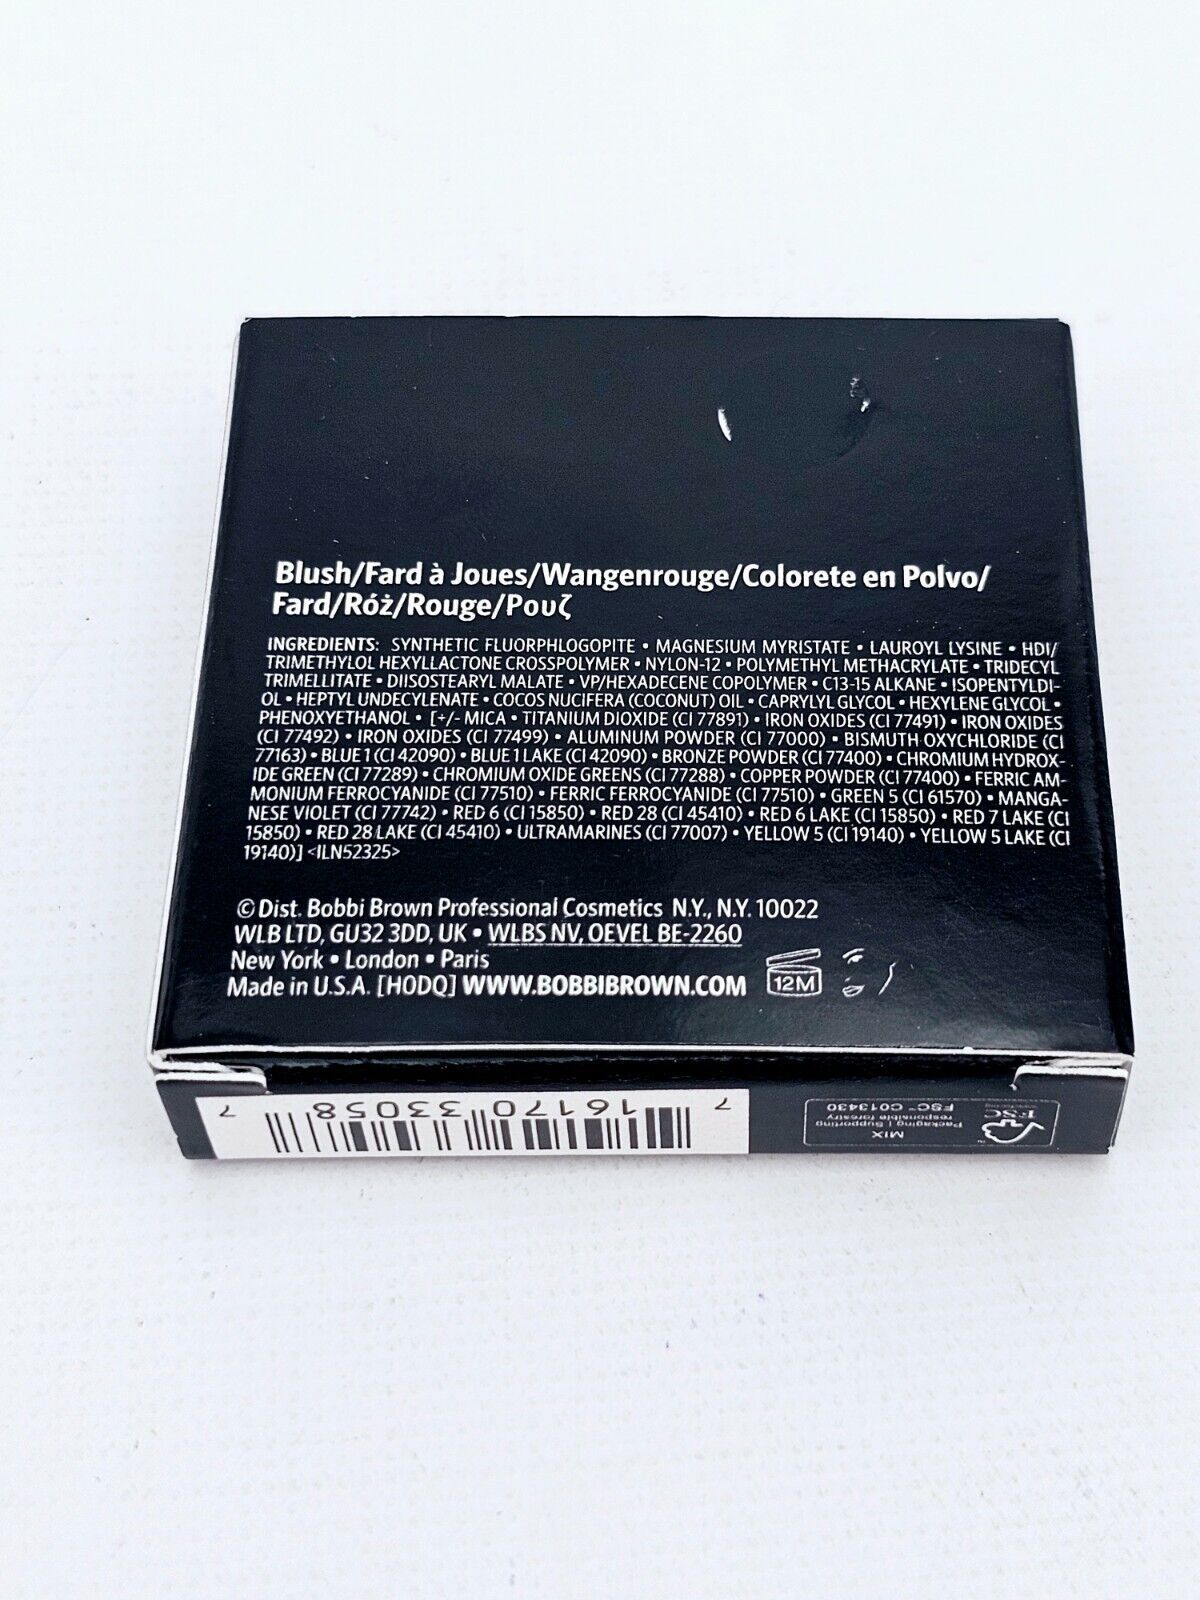 Blush/Fard à Joues/Wangenrouge/Colorete en Polvo/
Fard/Róż/Rouge/Ρουζ
INGREDIENTS: SYNTHETIC FLUORPHLOGOPITE • MAGNESIUM MYRISTATE • LAUROYL LYSINE • HDI/
TRIMETHYLOL HEXYLLACTONE CROSSPOLYMER • NYLON-12 • POLYMETHYL METHACRYLATE • TRIDECYL
TRIMELLITATE • DIISOSTEARYL MALATE • VP/HEXADECENE COPOLYMER • C13-15 ALKANE • ISOPENTYLDI-
OL • HEPTYL UNDECYLENATE • COCOS NUCIFERA (COCONUT) OIL • CAPRYLYL GLYCOL • HEXYLENE GLYCOL •
PHENOXYETHANOL • [+/- MICA • TITANIUM DIOXIDE (CI 77891) • IRON OXIDES (CI 77491) • IRON OXIDES
(CI 77492) • IRON OXIDES (CI 77499) • ALUMINUM POWDER (CI 77000) • BISMUTH OXYCHLORIDE (CI
77163) • BLUE 1 (CI 42090) • BLUE 1 LAKE (CI 42090) • BRONZE POWDER (CI 77400) • CHROMIUM HYDROX-
IDE GREEN (CI 77289) • CHROMIUM OXIDE GREENS (CI 77288) • COPPER POWDER (CI 77400) • FERRIC AM-
MONIUM FERROCYANIDE (CI 77510) • FERRIC FERROCYANIDE (CI 77510) • GREEN 5 (CI 61570) • MANGA-
NESE VIOLET (CI 77742) • RED 6 (CI 15850) • RED 28 (CI 45410) • RED 6 LAKE (CI 15850) • RED 7 LAKE (CI
15850) • RED 28 LAKE (CI 45410) • ULTRAMARINES (CI 77007) • YELLOW 5 (CI 19140) • YELLOW 5 LAKE (CI
19140)] <ILN52325>
© Dist. Bobbi Brown Professional Cosmetics N.Y., N.Y. 10022
WLB LTD, GU32 3DD, UK • WLBS NV, OEVEL BE-2260
New York • London • Paris
Made in U.S.A. [H0DQ] WWW.BOBBIBROWN.COM
12M
7 16170 33058 7
MIX
Packaging | Supporting
responsible forestry
FSC™ C013430
FSC